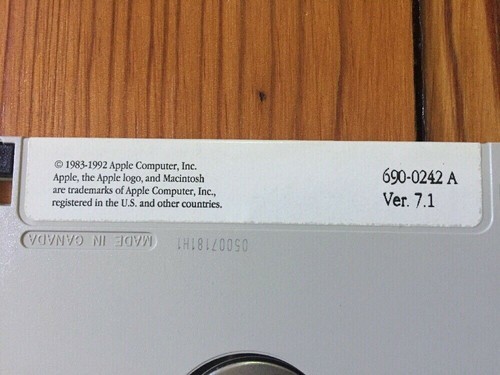 © 1983-1992 Apple Computer, Inc.
Apple, the Apple logo, and Macintosh
are trademarks of Apple Computer, Inc.,
registered in the U.S. and other countries.
690-0242 A
Ver. 7.1
MADE IN CANADA
05007181H1